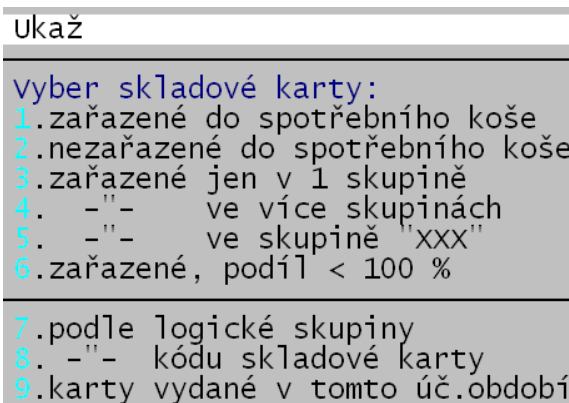 Ukaž
Vyber skladové karty:
1.zařazené do spotřebního koše
2.nezařazené do spotřebního koše
3.zařazené jen v 1 skupině
4. -"- ve více skupinách
5. -"- ve skupině "XXX"
6.zařazené, podíl < 100 %
7.podle logické skupiny
8. -"- kódu skladové karty
9.karty vydané v tomto úč.období